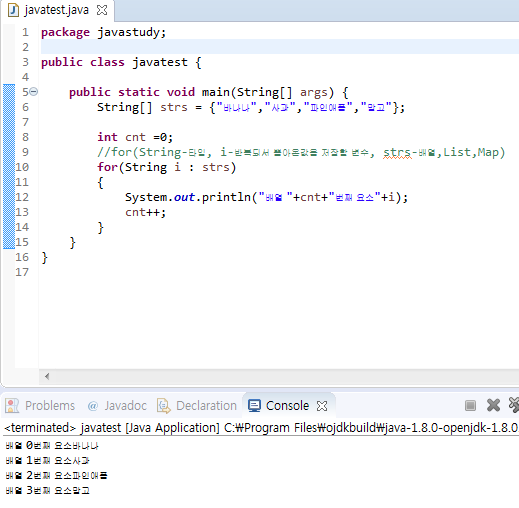 javatest.java
1 package javastudy;
2
3 public class javatest {
4
5 public static void main(String[] args) {
6 String[] strs = {"바나나","사과","파인애플","망고"};
7
8 int cnt =0;
9 //for(String-타입, i-반복되서 뽑아온값을 저장할 변수, strs-배열,List,Map)
10 for(String i : strs)
11 {
12 System.out.println("배열 "+cnt+"번째 요소"+i);
13 cnt++;
14 }
15 }
16 }
17
Problems @ Javadoc Declaration Console
<terminated> javatest [Java Application] C:₩Program Files₩ojdkbuild₩java-1.8.0-openjdk-1.8.0
배열 0번째 요소바나나
배열 1번째 요소사과
배열 2번째 요소파인애플
배열 3번째 요소망고